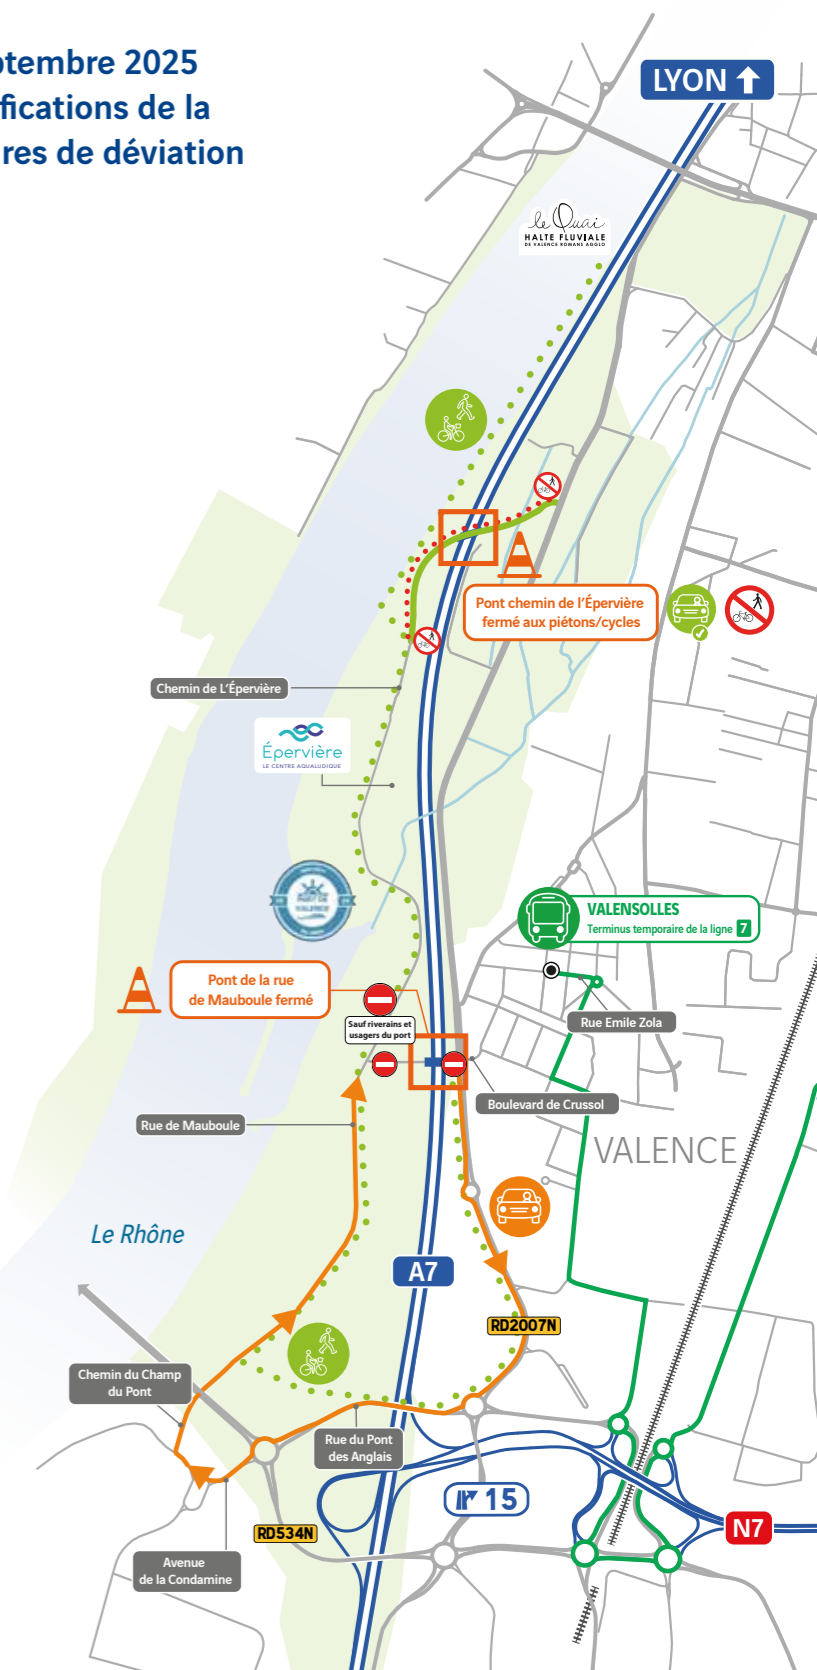 ptembre 2025
fications de la
res de déviation
LYON
le Quai
HALTE FLUVIALE
DE VALENCE ROMANS AGGLO
Pont chemin de l'Épervière
fermé aux piétons/cycles
Chemin de L'Épervière
Épervière
LE CENTRE AQUALUDIQUE
PORT DE
VALENCE
VALENSOLLES
Terminus temporaire de la ligne 7
Pont de la rue
de Mauboule fermé
Sauf riverains et
usagers du port
Rue Emile Zola
Boulevard de Crussol
Rue de Mauboule
VALENCE
Le Rhône
A7
RD2007N
Chemin du Champ
du Pont
Rue du Pont
des Anglais
15
N7
RD534N
Avenue
de la Condamine